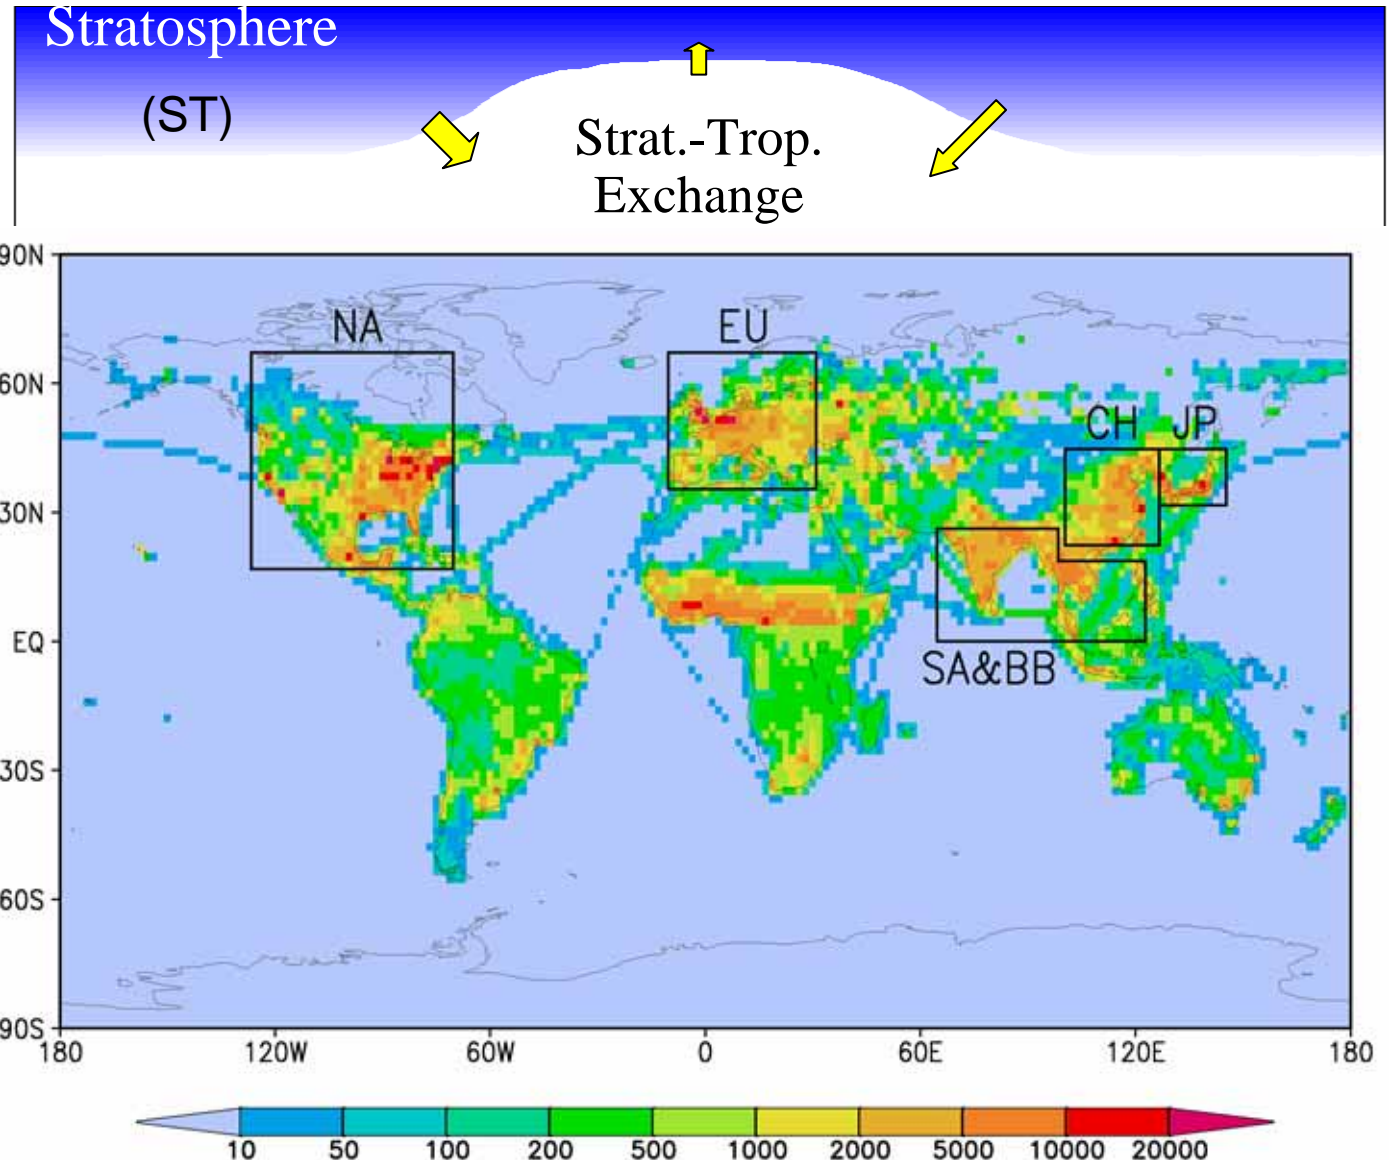 Stratosphere
(ST)
Strat.-Trop.
Exchange
90N
60N
30N
EQ
30S
60S
90S
NA
EU
CH
JP
SA&BB
180
120W
60W
0
60E
120E
180
10
50
100
200
500
1000
2000
5000
10000
20000